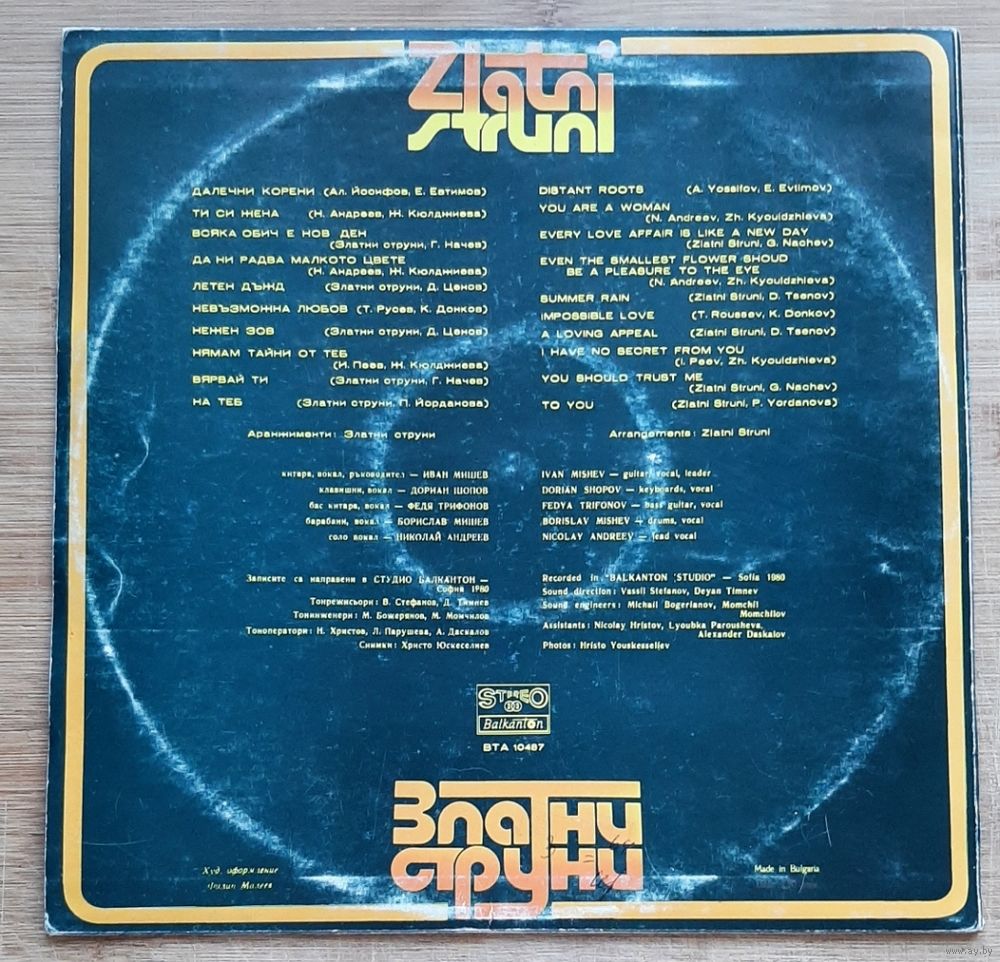 Zlatni
struni
ДАЛЕЧНИ КОРЕНИ (Ал. Йосифов, Е. Евтимов)
ТИ СИ ЖЕНА (Н. Андреев, Ж. Кюлджиева)
ВСЯКА ОБИЧ Е НОВ ДЕН
(Златни струни, Г. Начев)
ДА НИ РАДВА МАЛКОТО ЦВЕТЕ
(Н. Андреев, Ж. Кюлджиева)
ЛЕТЕН ДЪЖД (Златни струни, Д. Ценов)
НЕВЪЗМОЖНА ЛЮБОВ (Т. Русев, К. Донков)
НЕЖЕН ЗОВ (Златни струни, Д. Ценов)
НЯМАМ ТАЙНИ ОТ ТЕБ
(И. Пеев, Ж. Кюлджиева)
ВЯРВАЙ ТИ (Златни струни, Г. Начев)
НА ТЕБ (Златни струни, П. Йорданова)
Аранжименти: Златни струни
китара, вокал, ръководител — ИВАН МИШЕВ
клавишни, вокал — ДОРИАН ШОПОВ
бас китара, вокал — ФЕДЯ ТРИФОНОВ
барабани, вокал — БОРИСЛАВ МИШЕВ
соло вокал — НИКОЛАЙ АНДРЕЕВ
Записите са направени в СТУДИО БАЛКАНТОН —
София 1980
Тонрежисьори: В. Стефанов, Д. Тимнев
Тонинженери: М. Божерянов, М. Момчилов
Тоноператори: Н. Христов, Л. Парушева, А. Даскалов
Снимки: Христо Юскеселиев
DISTANT ROOTS (A. Yossifov, E. Evtimov)
YOU ARE A WOMAN
(N. Andreev, Zh. Kyouldzhieva)
EVERY LOVE AFFAIR IS LIKE A NEW DAY
(Zlatni Struni, G. Nachev)
EVEN THE SMALLEST FLOWER SHOUD
BE A PLEASURE TO THE EYE
(N. Andreev, Zh. Kyouldzhieva)
SUMMER RAIN (Zlatni Struni, D. Tsenov)
IMPOSSIBLE LOVE (T. Roussev, K. Donkov)
A LOVING APPEAL (Zlatni Struni, D. Tsenov)
I HAVE NO SECRET FROM YOU
(I. Peev, Zh. Kyouldzhieva)
YOU SHOULD TRUST ME
(Zlatni Struni, G. Nachev)
TO YOU (Zlatni Struni, P. Yordanova)
Arrangements: Zlatni Struni
IVAN MISHEV — guitar, vocal, leader
DORIAN SHOPOV — keyboards, vocal
FEDYA TRIFONOV — bass guitar, vocal
BORISLAV MISHEV — drums, vocal
NICOLAY ANDREEV — lead vocal
Recorded in "BALKANTON STUDIO" — Sofia 1980
Sound direction: Vassil Stefanov, Deyan Timnev
Sound engineers: Michail Bogerianov, Momchil
Momchilov
Assistants: Nicolay Hristov, Lyoubka Parousheva,
Alexander Daskalov
Photos: Hristo Youskesseliev
STEREO
33
Balkanton
BTA 10487
Златни
струни
Худ. оформление
Филип Малеев
Made in Bulgaria
www.ay.by